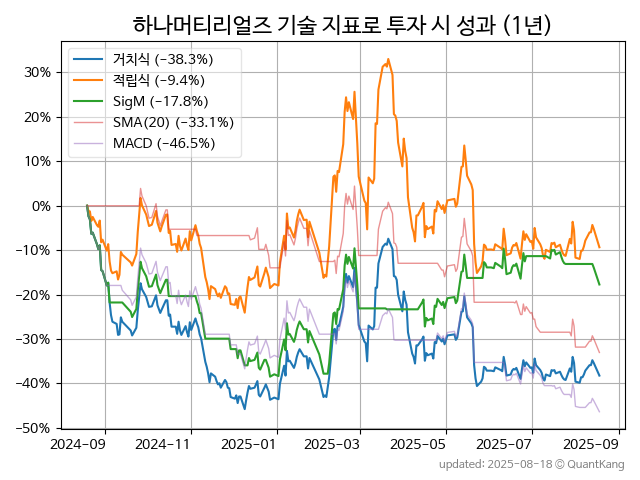 하나머티리얼즈 기술 지표로 투자 시 성과 (1년)
거치식 (−38.3%)
적립식 (−9.4%)
SigM (−17.8%)
SMA(20) (−33.1%)
MACD (−46.5%)
30%
20%
10%
0%
−10%
−20%
−30%
−40%
−50%
2024-09 2024-11 2025-01 2025-03 2025-05 2025-07 2025-09
updated: 2025-08-18 ⓒ QuantKang